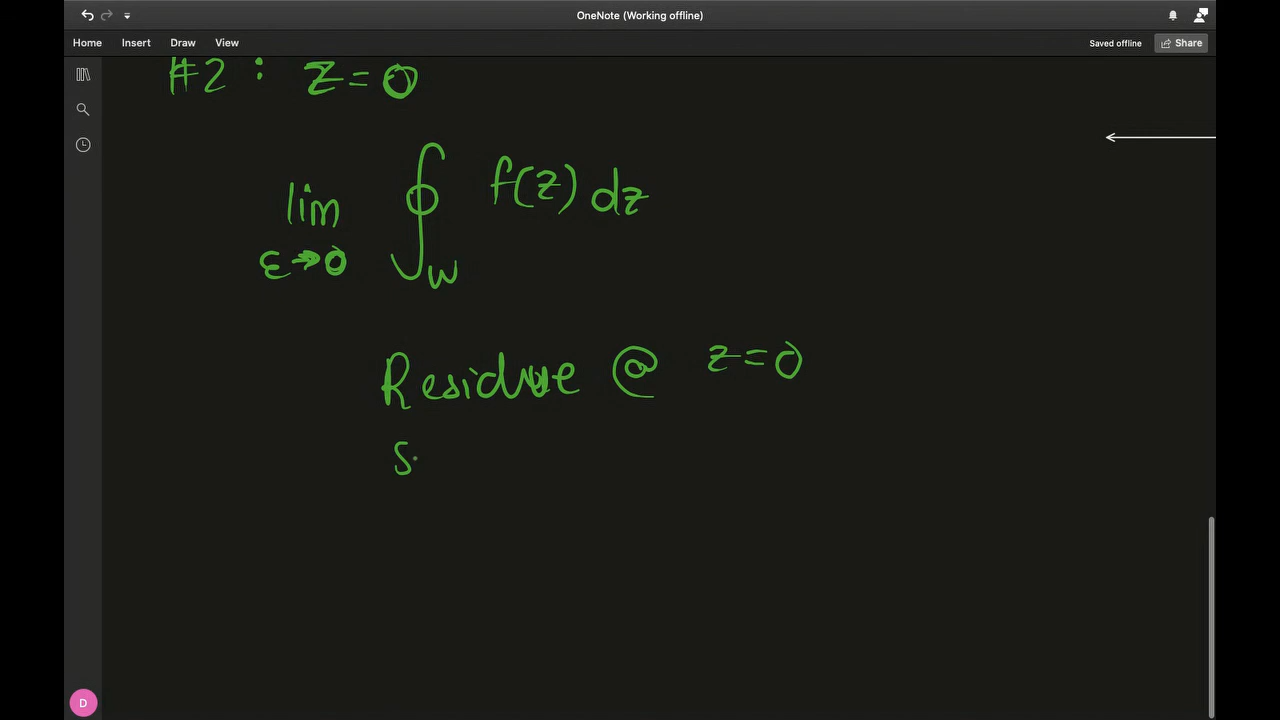 OneNote (Working offline)
Home Insert Draw View
Saved offline Share
#2 : z = 0
lim ∮ f(z) dz
ε→0 w
Residue @ z = 0
S
D